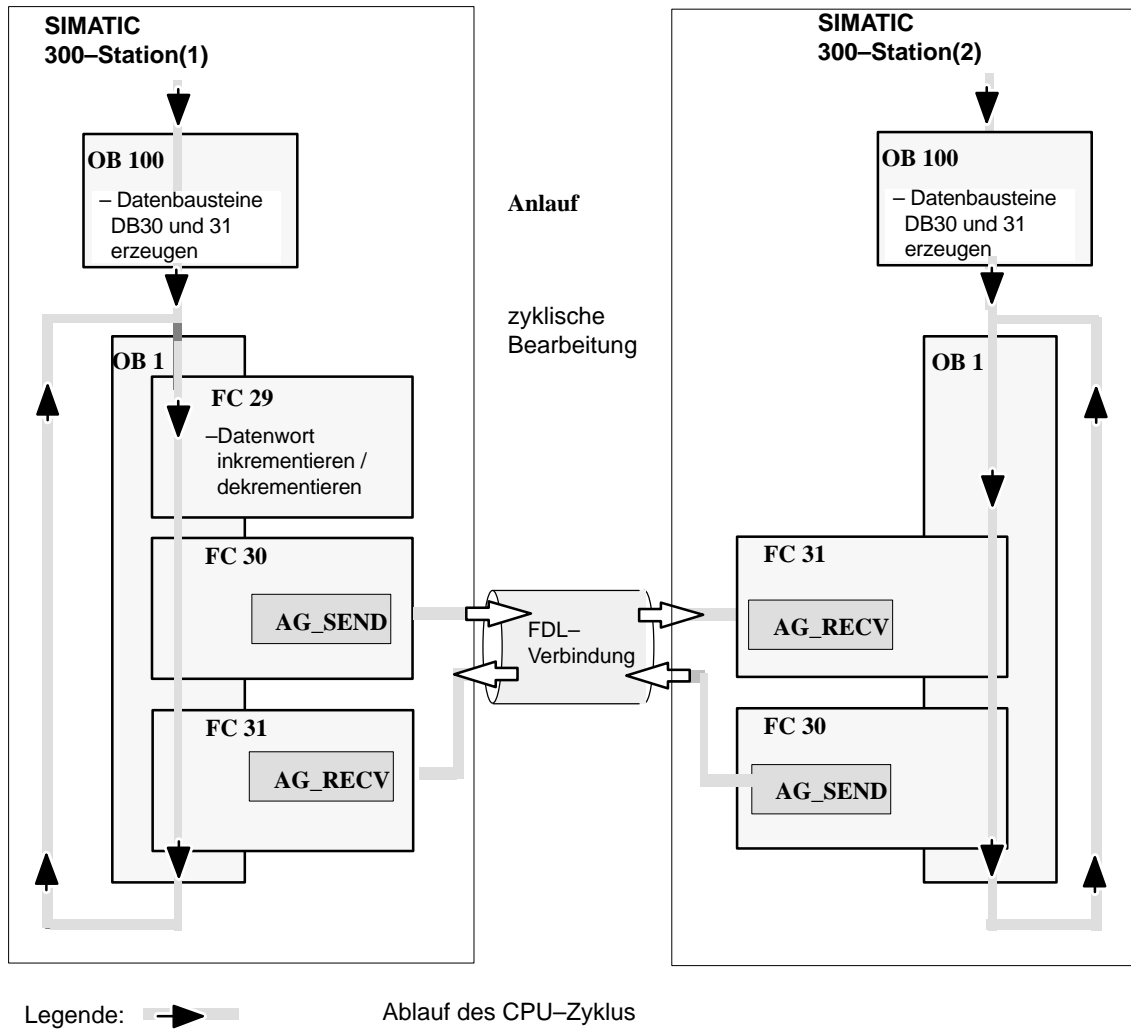 SIMATIC
300–Station(1)
OB 100
– Datenbausteine
DB30 und 31
erzeugen
OB 1
FC 29
–Datenwort
inkrementieren /
dekrementieren
FC 30
AG_SEND
FC 31
AG_RECV
Anlauf
zyklische
Bearbeitung
FDL–
Verbindung
SIMATIC
300–Station(2)
OB 100
– Datenbausteine
DB30 und 31
erzeugen
OB 1
FC 31
AG_RECV
FC 30
AG_SEND
Legende:
Ablauf des CPU–Zyklus